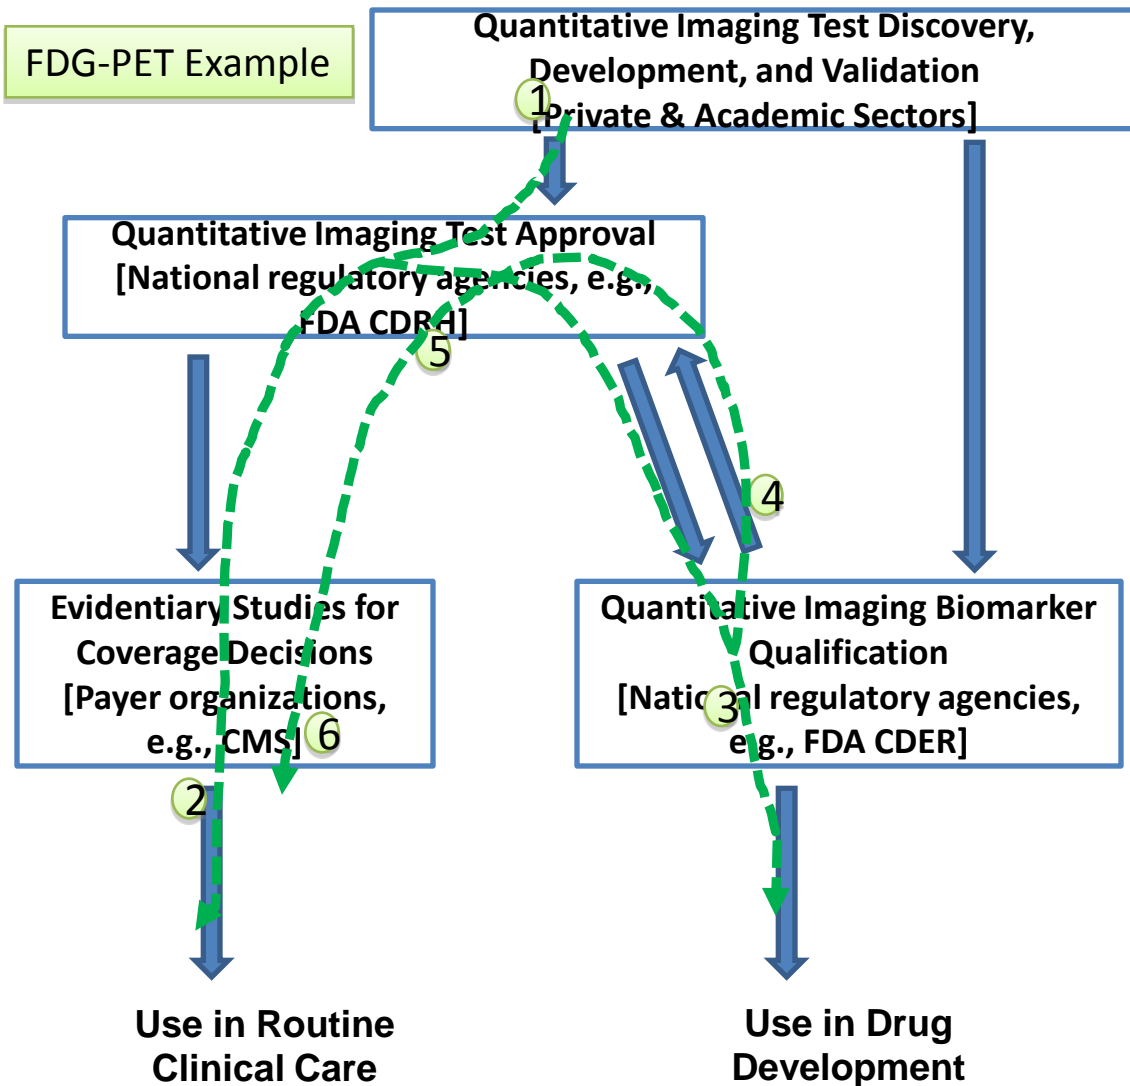 FDG-PET Example
Quantitative Imaging Test Discovery,
Development, and Validation
[Private & Academic Sectors]
1
Quantitative Imaging Test Approval
[National regulatory agencies, e.g.,
FDA CDRH]
5
4
Evidentiary Studies for
Coverage Decisions
[Payer organizations,
e.g., CMS]
6
2
Quantitative Imaging Biomarker
Qualification
[National regulatory agencies,
e.g., FDA CDER]
3
Use in Routine
Clinical Care
Use in Drug
Development